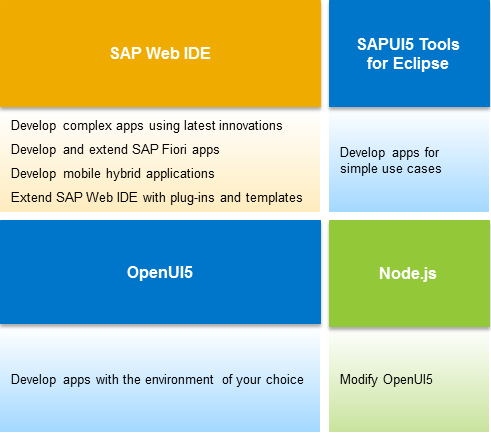 SAP Web IDE
Develop complex apps using latest innovations
Develop and extend SAP Fiori apps
Develop mobile hybrid applications
Extend SAP Web IDE with plug-ins and templates
SAPUI5 Tools
for Eclipse
Develop apps for
simple use cases
OpenUI5
Develop apps with the environment of your choice
Node.js
Modify OpenUI5